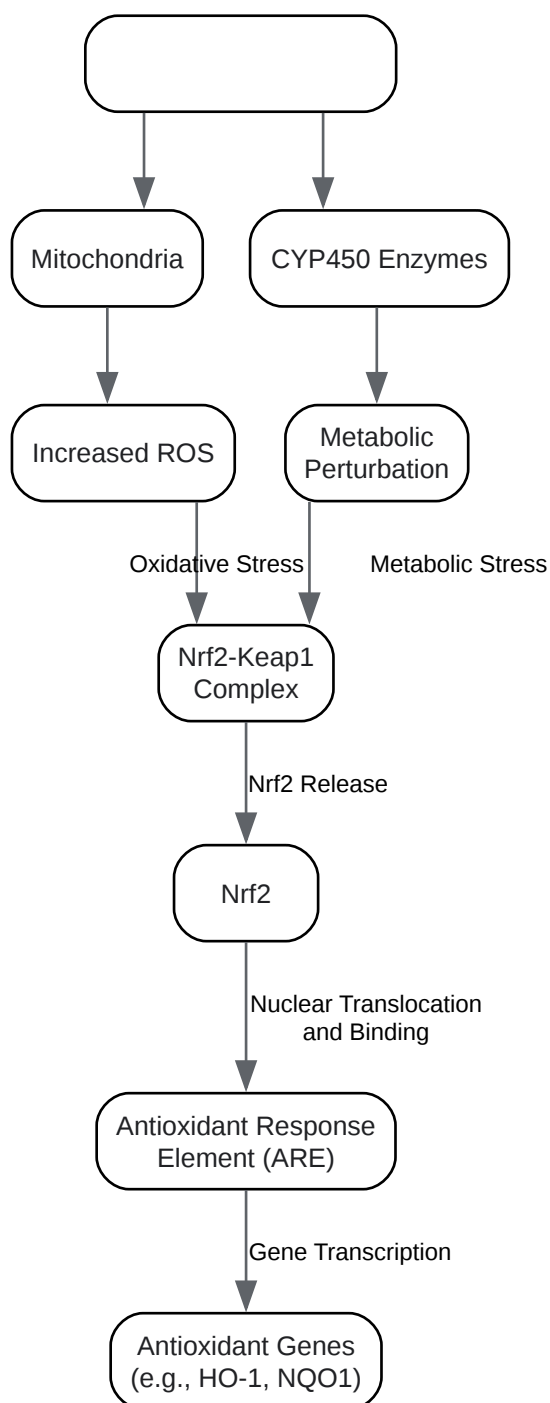 Mitochondria
CYP450 Enzymes
Increased ROS
Metabolic
Perturbation
Oxidative Stress
Metabolic Stress
Nrf2-Keap1
Complex
Nrf2 Release
Nrf2
Nuclear Translocation
and Binding
Antioxidant Response
Element (ARE)
Gene Transcription
Antioxidant Genes
(e.g., HO-1, NQO1)